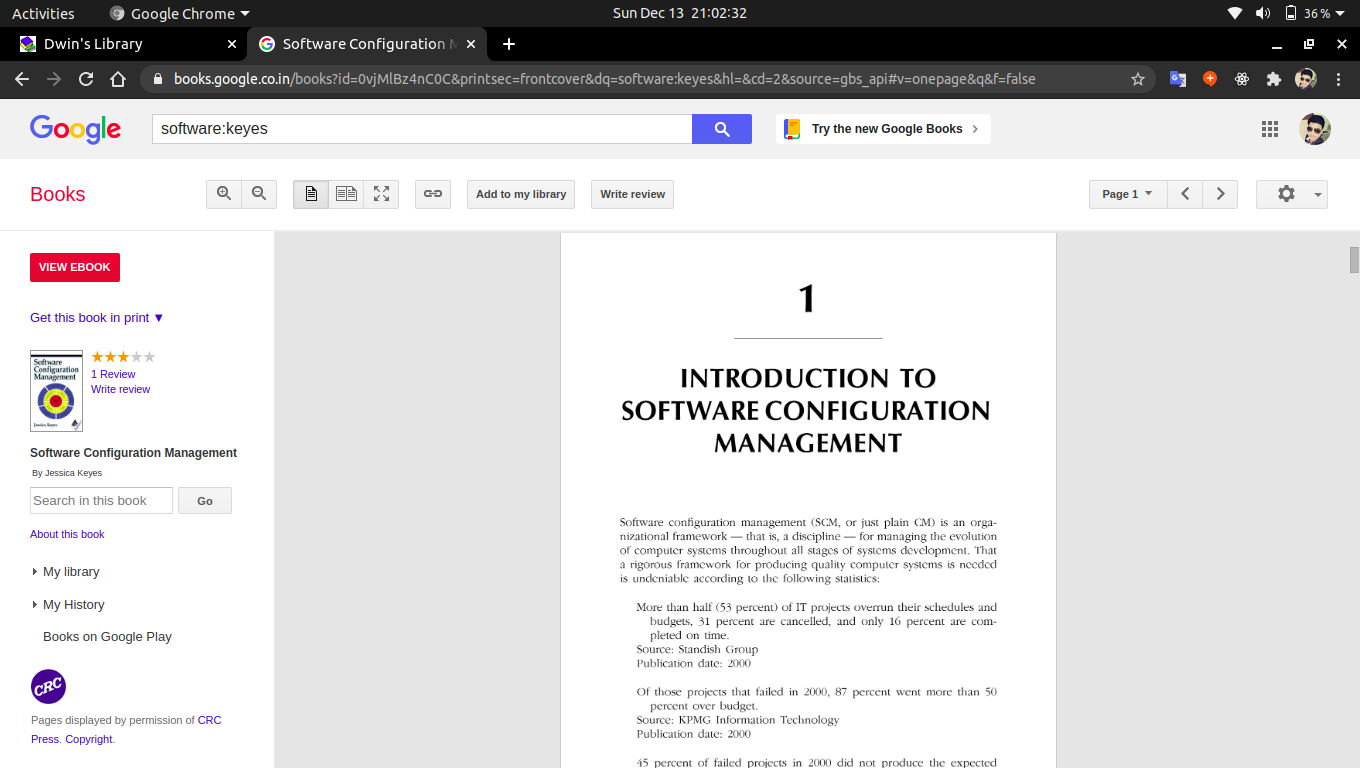 Activities
Google Chrome
Sun Dec 13 21:02:32
36 %
Dwin's Library
Software Configuration M
books.google.co.in/books?id=0vjMlBz4nC0C&printsec=frontcover&dq=software:keyes&hl=&cd=2&source=gbs_api#v=onepage&q&f=false
Google
software:keyes
Try the new Google Books
Books
Add to my library
Write review
Page 1
VIEW EBOOK
Get this book in print ▼
Software
Configuration
Management
Jessica Keyes
1 Review
Write review
Software Configuration Management
By Jessica Keyes
Search in this book
Go
About this book
My library
My History
Books on Google Play
CRC
Pages displayed by permission of CRC
Press. Copyright.
1
INTRODUCTION TO
SOFTWARE CONFIGURATION
MANAGEMENT
Software configuration management (SCM, or just plain CM) is an orga-
nizational framework — that is, a discipline — for managing the evolution
of computer systems throughout all stages of systems development. That
a rigorous framework for producing quality computer systems is needed
is undeniable according to the following statistics:
More than half (53 percent) of IT projects overrun their schedules and
budgets, 31 percent are cancelled, and only 16 percent are com-
pleted on time.
Source: Standish Group
Publication date: 2000
Of those projects that failed in 2000, 87 percent went more than 50
percent over budget.
Source: KPMG Information Technology
Publication date: 2000
45 percent of failed projects in 2000 did not produce the expected